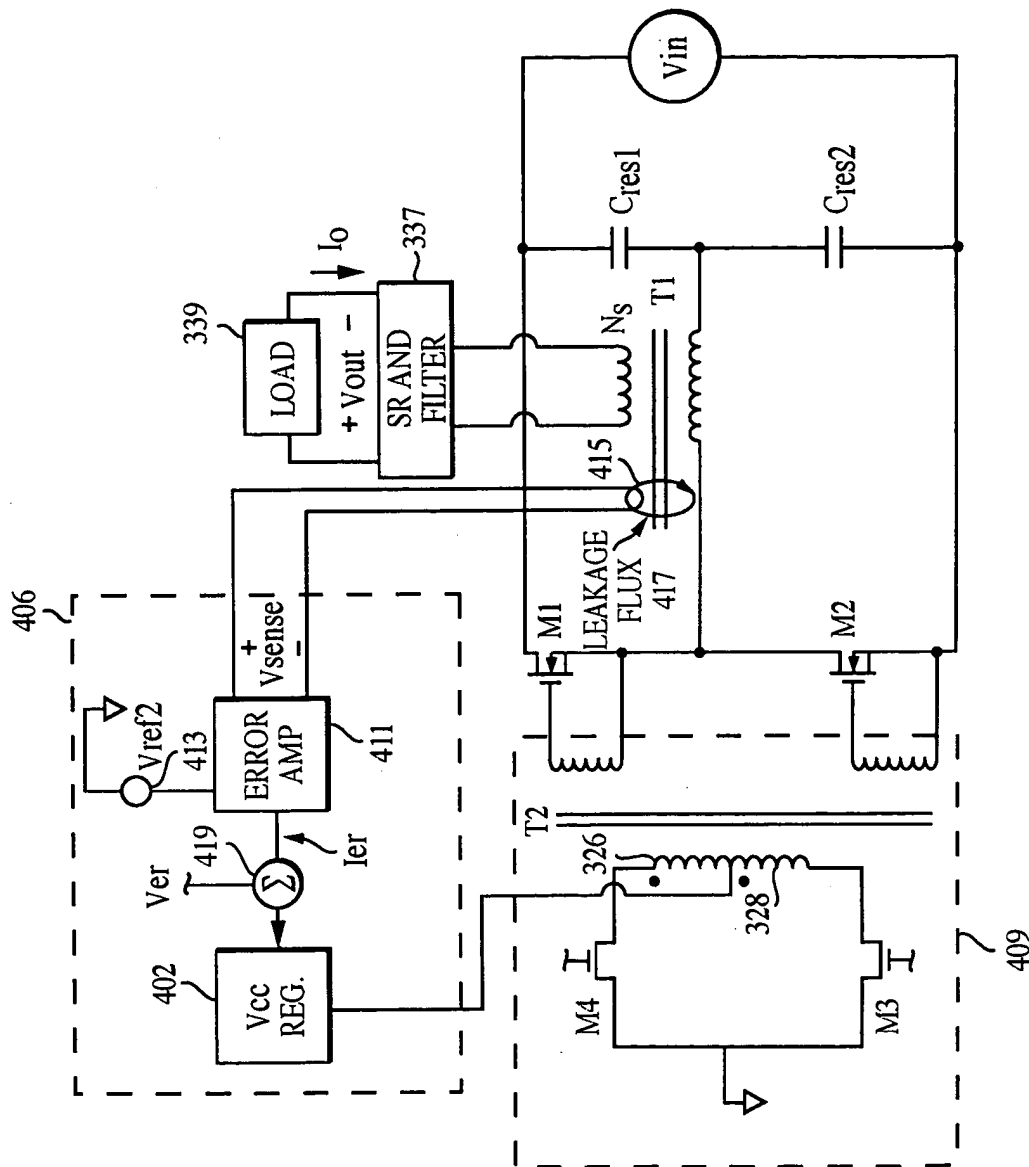 406
Vref2
413
Ver
419
402
Vcc
REG.
ERROR
AMP
411
+
Vsense
−
Ier
339
LOAD
+ Vout −
Io
337
SR AND
FILTER
NS
T1
415
LEAKAGE
FLUX
417
Cres1
Cres2
Vin
M1
M2
T2
326
328
M4
M3
409
Σ